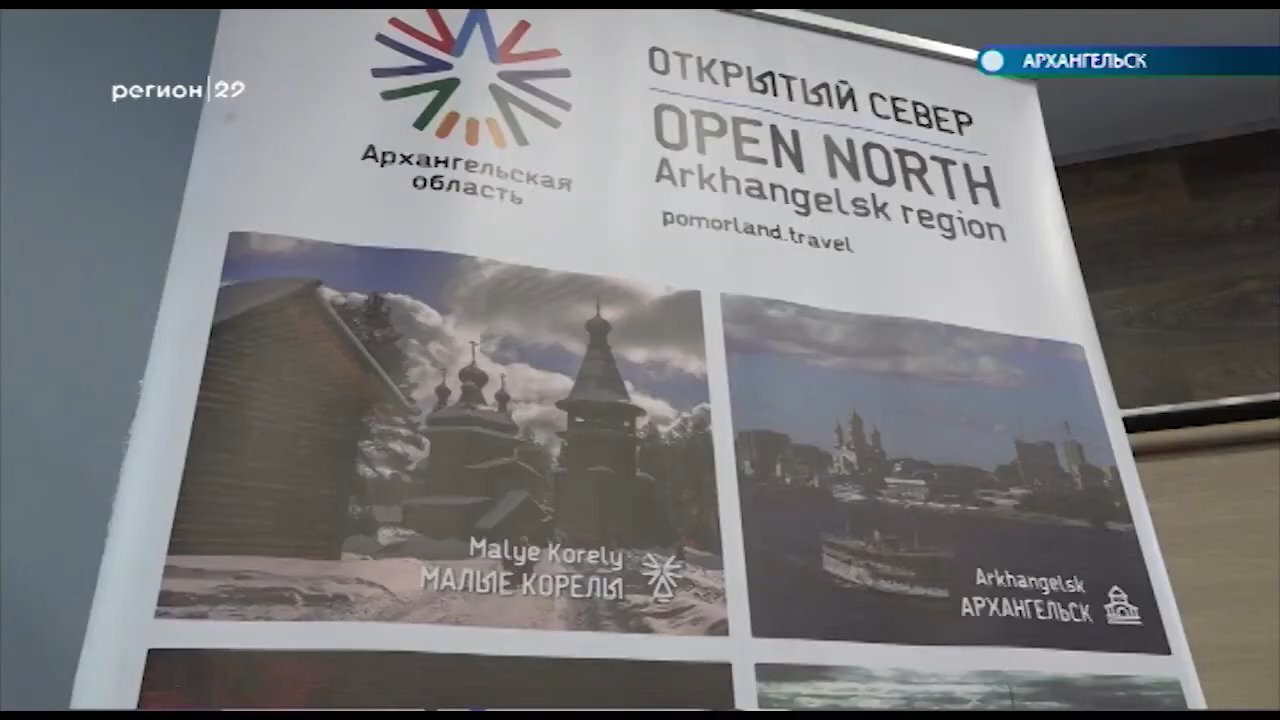 регион|29
АРХАНГЕЛЬСК
Архангельская
область
ОТКРЫТЫЙ СЕВЕР
OPEN NORTH
Arkhangelsk region
pomorland.travel
Malye Korely
МАЛЫЕ КОРЕЛЫ
Arkhangelsk
АРХАНГЕЛЬСК